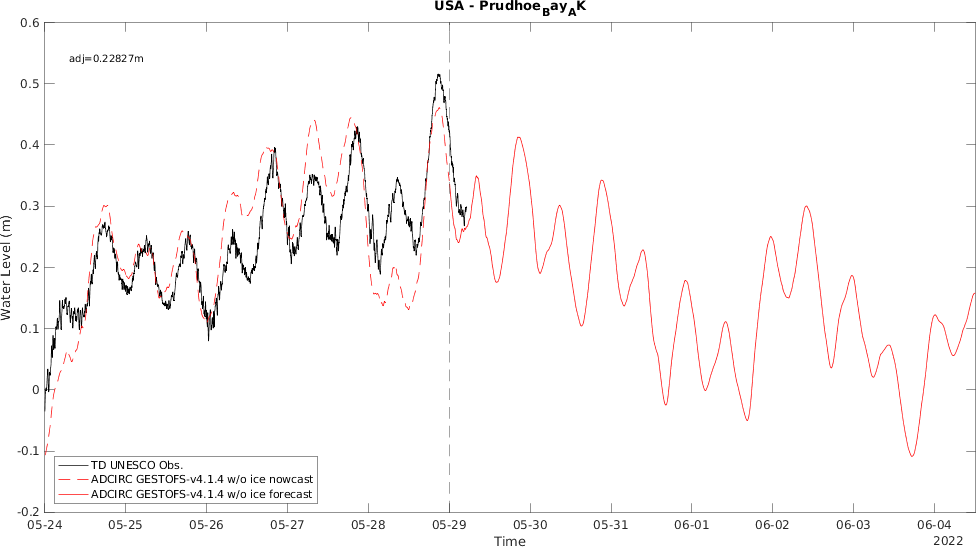 USA - Prudhoe_Bay_AK
0.6
adj=0.22827m
0.5
0.4
0.3
0.2
0.1
0
-0.1
-0.2
Water Level (m)
TD UNESCO Obs.
ADCIRC GESTOFS-v4.1.4 w/o ice nowcast
ADCIRC GESTOFS-v4.1.4 w/o ice forecast
05-24 05-25 05-26 05-27 05-28 05-29 05-30 05-31 06-01 06-02 06-03 06-04
Time
2022